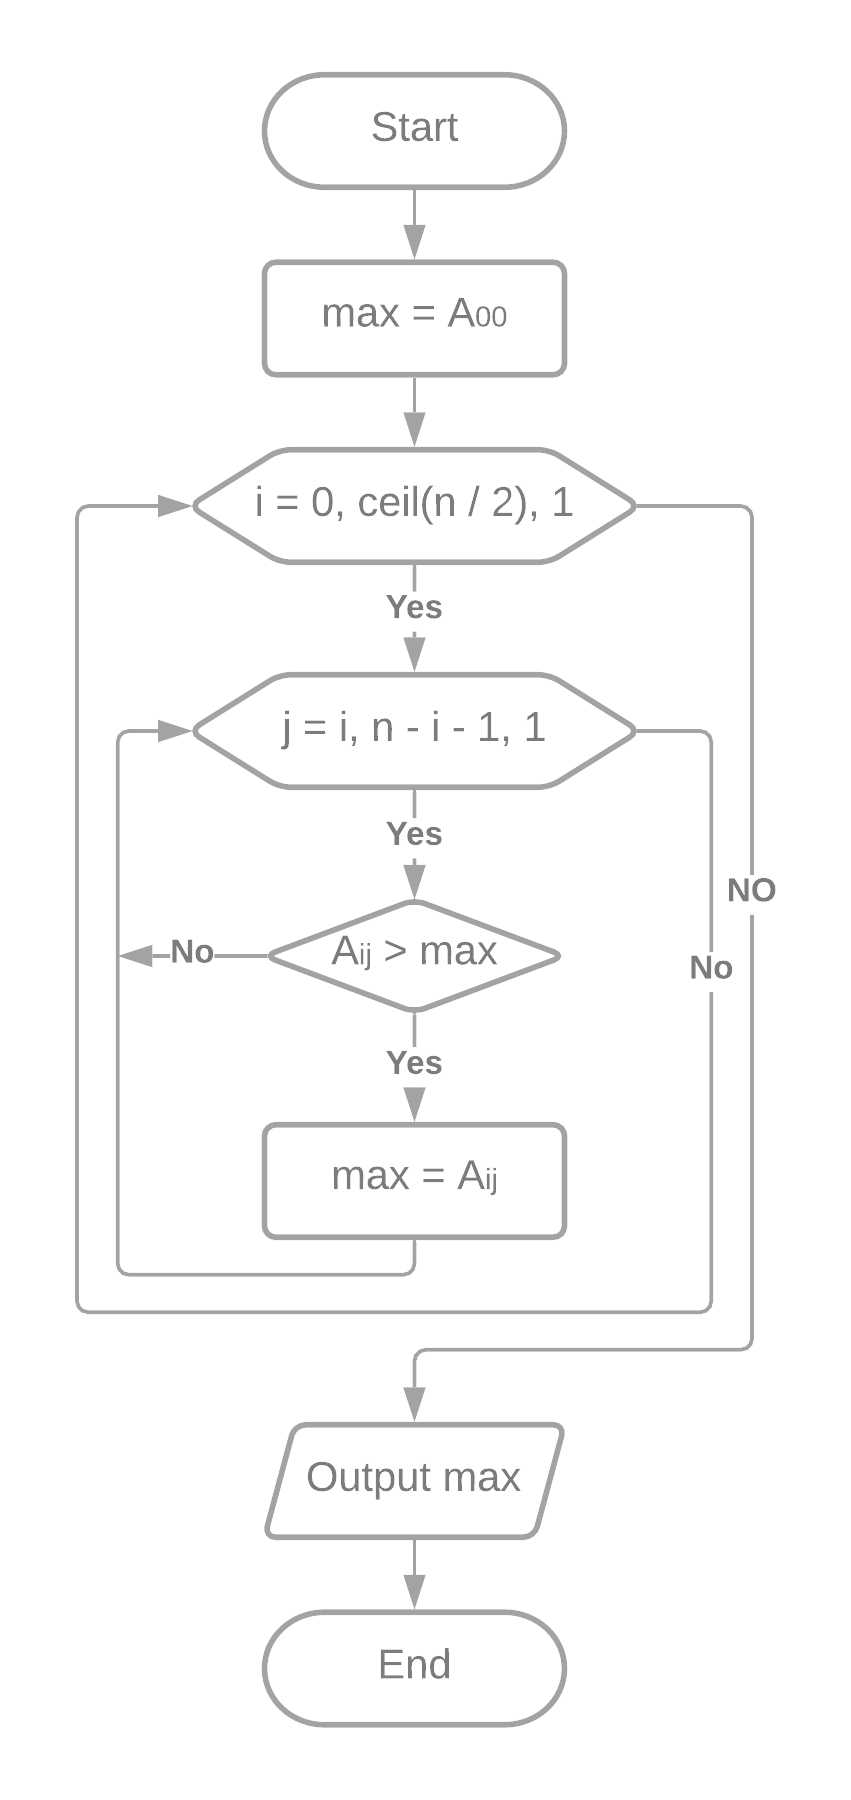 Start
max = A₀₀
i = 0, ceil(n / 2), 1
Yes
j = i, n - i - 1, 1
Yes
NO
Aᵢⱼ > max
No
No
Yes
max = Aᵢⱼ
Output max
End